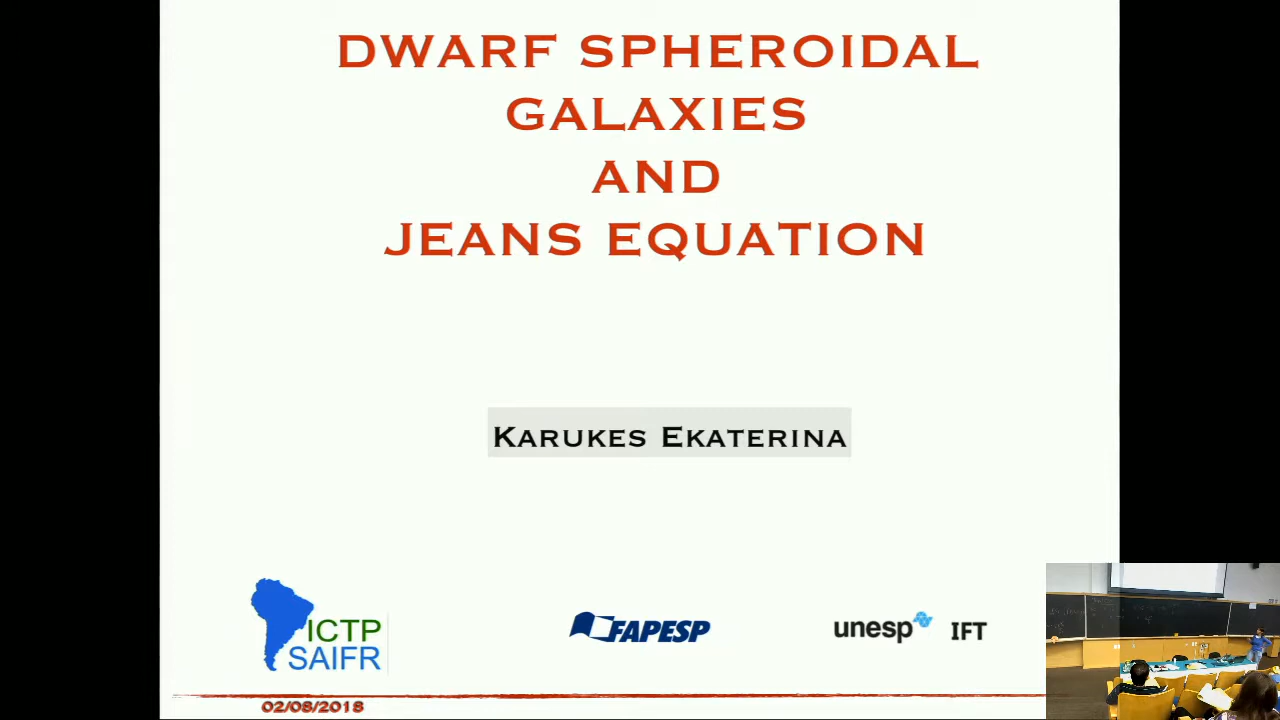 DWARF SPHEROIDAL
GALAXIES
AND
JEANS EQUATION
KARUKES EKATERINA
ICTP
SAIFR
FAPESP
unesp IFT
02/08/2018